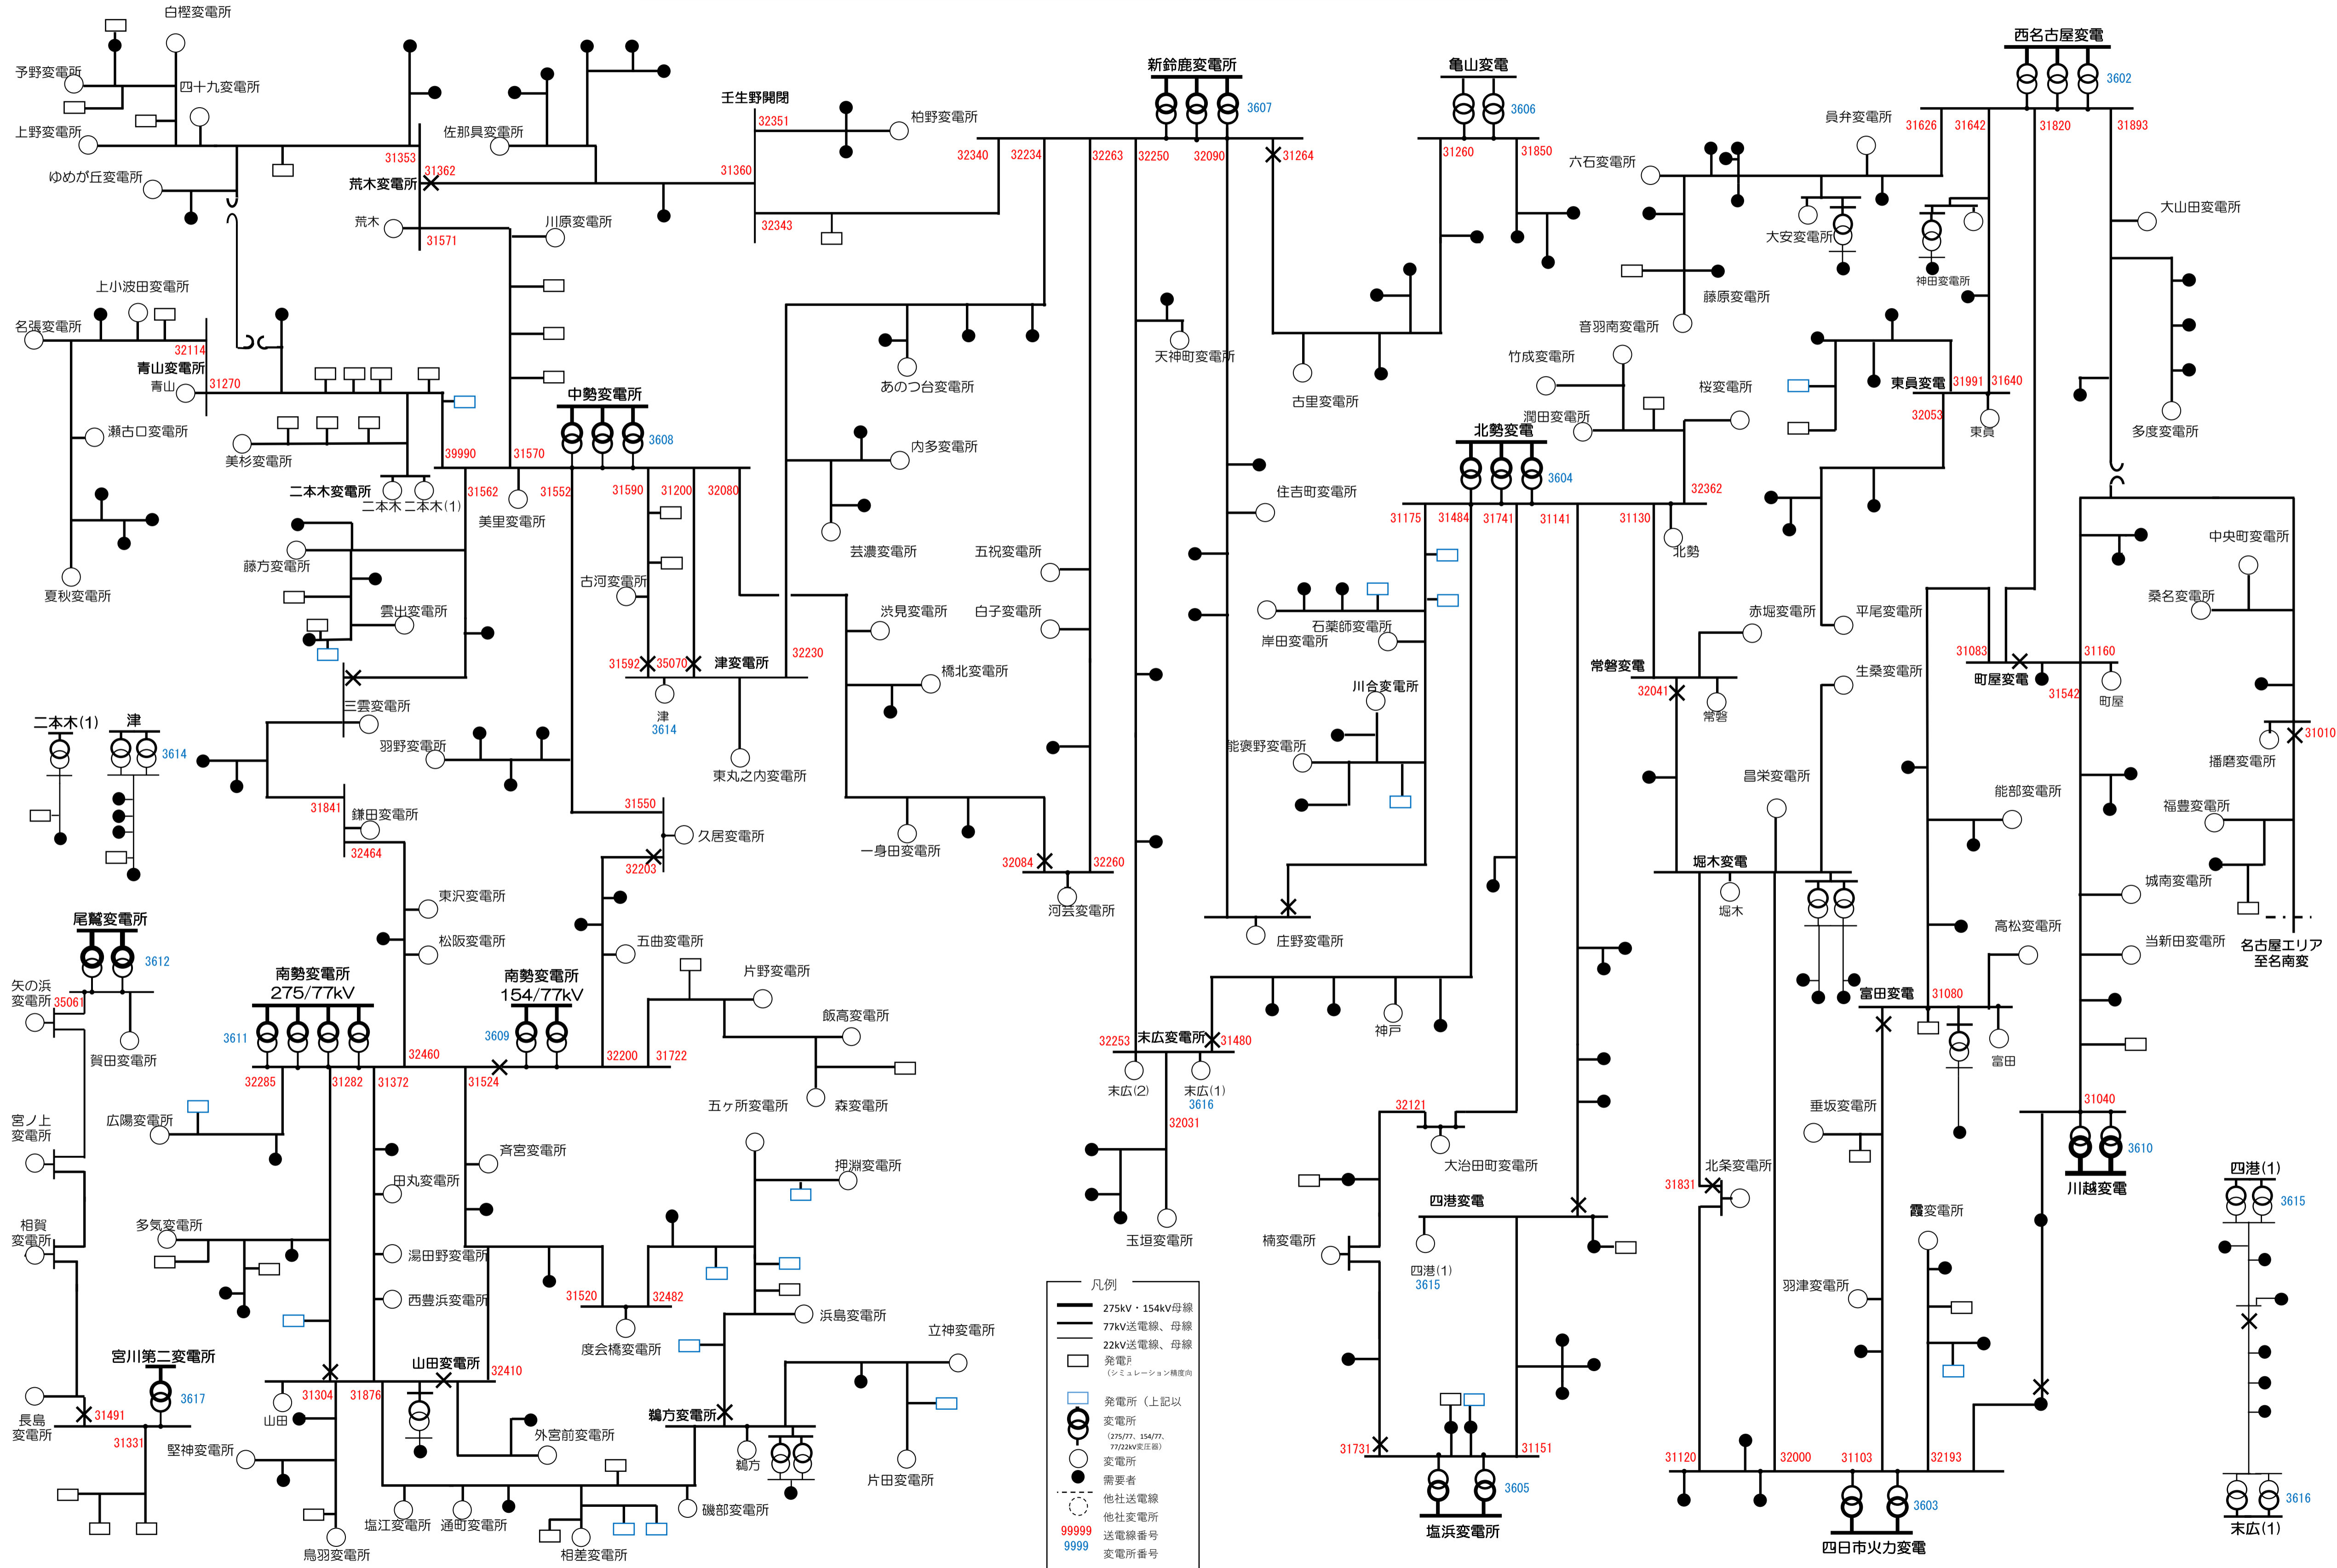 白樫変電所
予野変電所
四十九変電所
上野変電所
ゆめが丘変電所
佐那具変電所
壬生野開閉
32351
柏野変電所
31353
31362
31360
荒木変電所
荒木
31571
川原変電所
32343
新鈴鹿変電所
3607
32340
32234
32263
32250
32090
31264
亀山変電
3606
31260
31850
西名古屋変電
3602
31626
31642
31820
31893
員弁変電所
六石変電所
大安変電所
神田変電所
大山田変電所
藤原変電所
音羽南変電所
多度変電所
上小波田変電所
名張変電所
32114
青山変電所
青山
31270
瀬古口変電所
美杉変電所
二本木変電所
二本木
二本木(1)
夏秋変電所
中勢変電所
3608
39990
31570
31562
31552
31590
31200
32080
美里変電所
あのつ台変電所
内多変電所
芸濃変電所
天神町変電所
古里変電所
竹成変電所
潤田変電所
桜変電所
東員変電
31991
31640
32053
東員
北勢変電
3604
32362
31175
31484
31741
31141
31130
北勢
住吉町変電所
五祝変電所
白子変電所
藤方変電所
雲出変電所
古河変電所
渋見変電所
橋北変電所
31592
35070
津変電所
32230
津
3614
東丸之内変電所
三雲変電所
羽野変電所
石薬師変電所
岸田変電所
川合変電所
能褒野変電所
常磐変電
32041
常磐
赤堀変電所
平尾変電所
生桑変電所
中央町変電所
桑名変電所
31083
31160
町屋変電
31542
町屋
31010
播磨変電所
福豊変電所
二本木(1)
津
3614
31841
鎌田変電所
32464
31550
久居変電所
32203
一身田変電所
32084
32260
河芸変電所
昌栄変電所
堀木変電
堀木
能部変電所
高松変電所
城南変電所
当新田変電所
名古屋エリア
至名南変
東沢変電所
松阪変電所
五曲変電所
庄野変電所
尾鷲変電所
3612
矢の浜
変電所
35061
賀田変電所
南勢変電所
275/77kV
3611
南勢変電所
154/77kV
3609
片野変電所
飯高変電所
森変電所
32460
32200
31722
32285
31282
31372
31524
広陽変電所
宮ノ上
変電所
斉宮変電所
田丸変電所
五ケ所変電所
押淵変電所
末広変電所
32253
31480
末広(2)
末広(1)
3616
32031
神戸
玉垣変電所
32121
大治田町変電所
四港変電
四港(1)
3615
楠変電所
富田変電
31080
富田
垂坂変電所
31040
3610
川越変電
北条変電所
31831
霞変電所
羽津変電所
四港(1)
3615
相賀
変電所
多気変電所
湯田野変電所
西豊浜変電所
31520
32482
度会橋変電所
浜島変電所
立神変電所
宮川第二変電所
3617
山田変電所
32410
31304
31876
山田
長島
変電所
31491
31331
堅神変電所
外宮前変電所
鵜方変電所
鵜方
片田変電所
鳥羽変電所
塩江変電所
通町変電所
相差変電所
磯部変電所
31731
31151
3605
塩浜変電所
31120
32000
31103
32193
3603
四日市火力変電
3616
末広(1)
凡例
275kV・154kV母線
77kV送電線、母線
22kV送電線、母線
発電所
(シミュレーション精度向
発電所(上記以
変電所
(275/77、154/77、
77/22kV変圧器)
変電所
需要者
他社送電線
他社変電所
99999
送電線番号
9999
変電所番号